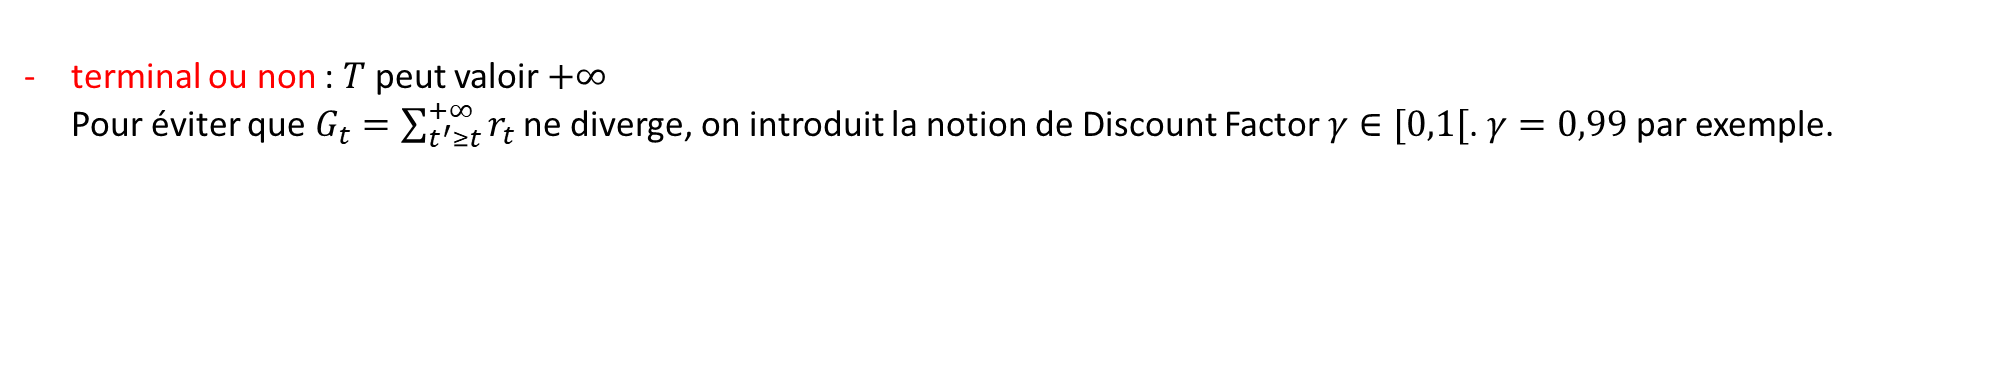 - terminal ou non : T peut valoir +∞
Pour éviter que G_t = ∑_{t'≥t}^{+∞} r_t ne diverge, on introduit la notion de Discount Factor γ ∈ [0,1[. γ = 0,99 par exemple.